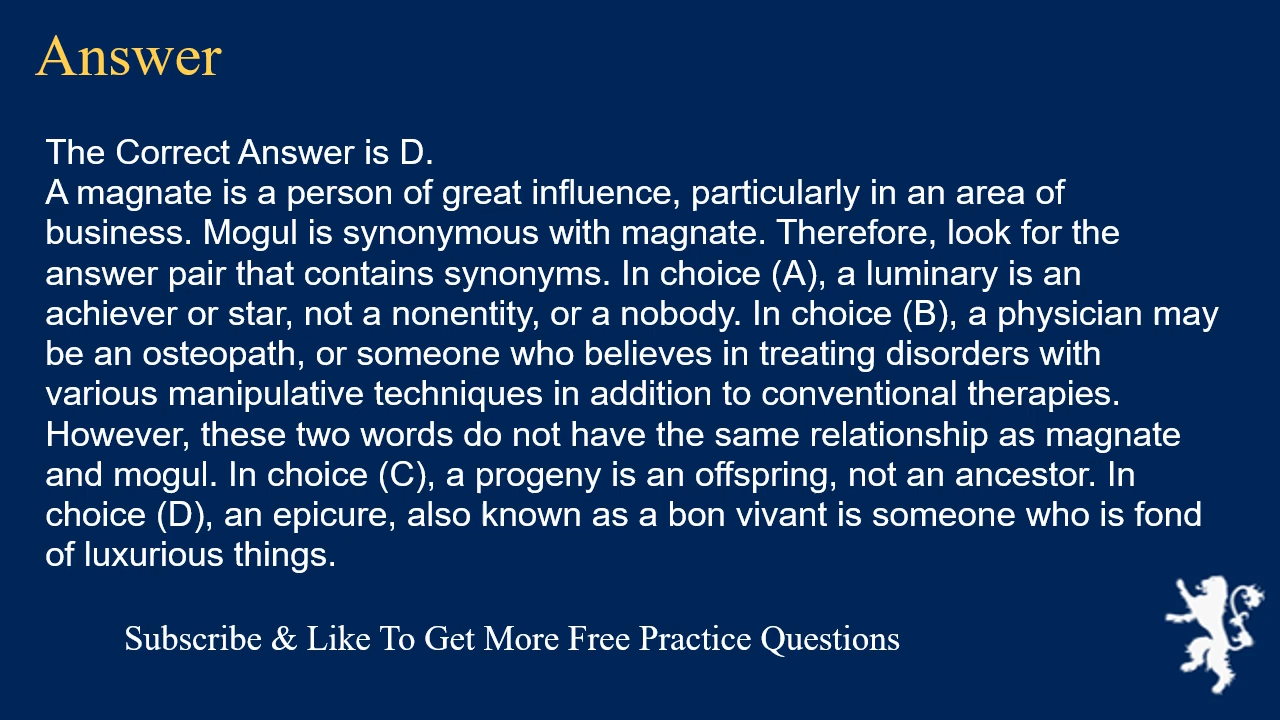 Answer
The Correct Answer is D.
A magnate is a person of great influence, particularly in an area of
business. Mogul is synonymous with magnate. Therefore, look for the
answer pair that contains synonyms. In choice (A), a luminary is an
achiever or star, not a nonentity, or a nobody. In choice (B), a physician may
be an osteopath, or someone who believes in treating disorders with
various manipulative techniques in addition to conventional therapies.
However, these two words do not have the same relationship as magnate
and mogul. In choice (C), a progeny is an offspring, not an ancestor. In
choice (D), an epicure, also known as a bon vivant is someone who is fond
of luxurious things.
Subscribe & Like To Get More Free Practice Questions